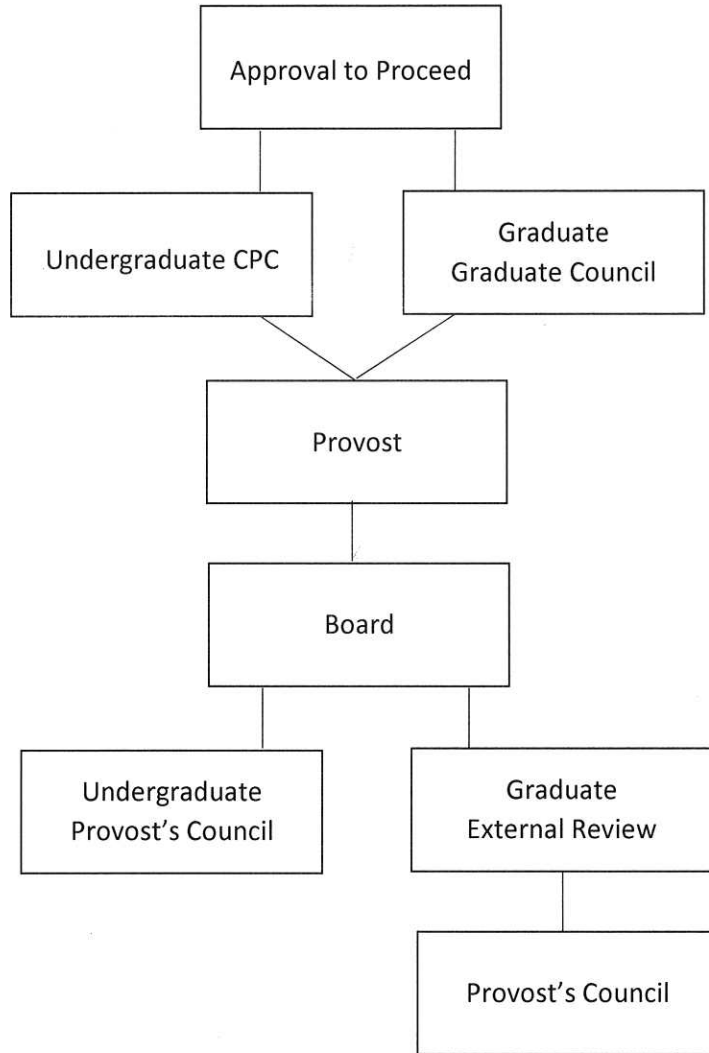 Approval to Proceed
Undergraduate CPC
Graduate
Graduate Council
Provost
Board
Undergraduate
Provost’s Council
Graduate
External Review
Provost’s Council